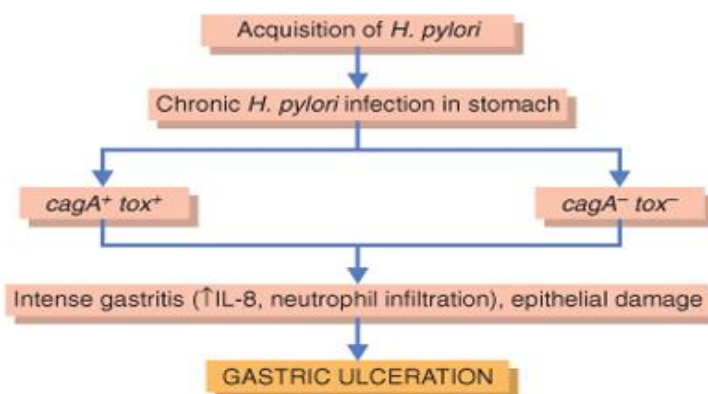 Acquisition of H. pylori
Chronic H. pylori infection in stomach
cagA⁺ tox⁺
cagA⁻ tox⁻
Intense gastritis (↑IL-8, neutrophil infiltration), epithelial damage
GASTRIC ULCERATION